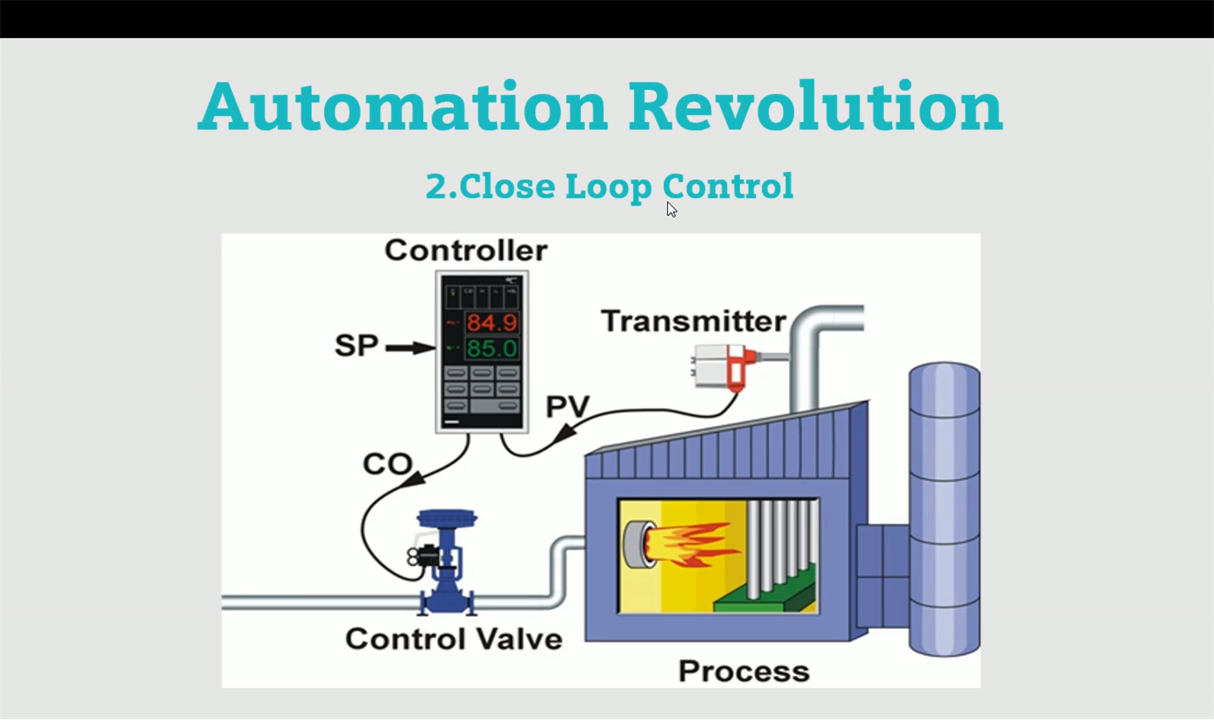 Automation Revolution
2.Close Loop Control
Controller
84.9
SP
85.0
Transmitter
PV
CO
Control Valve
Process